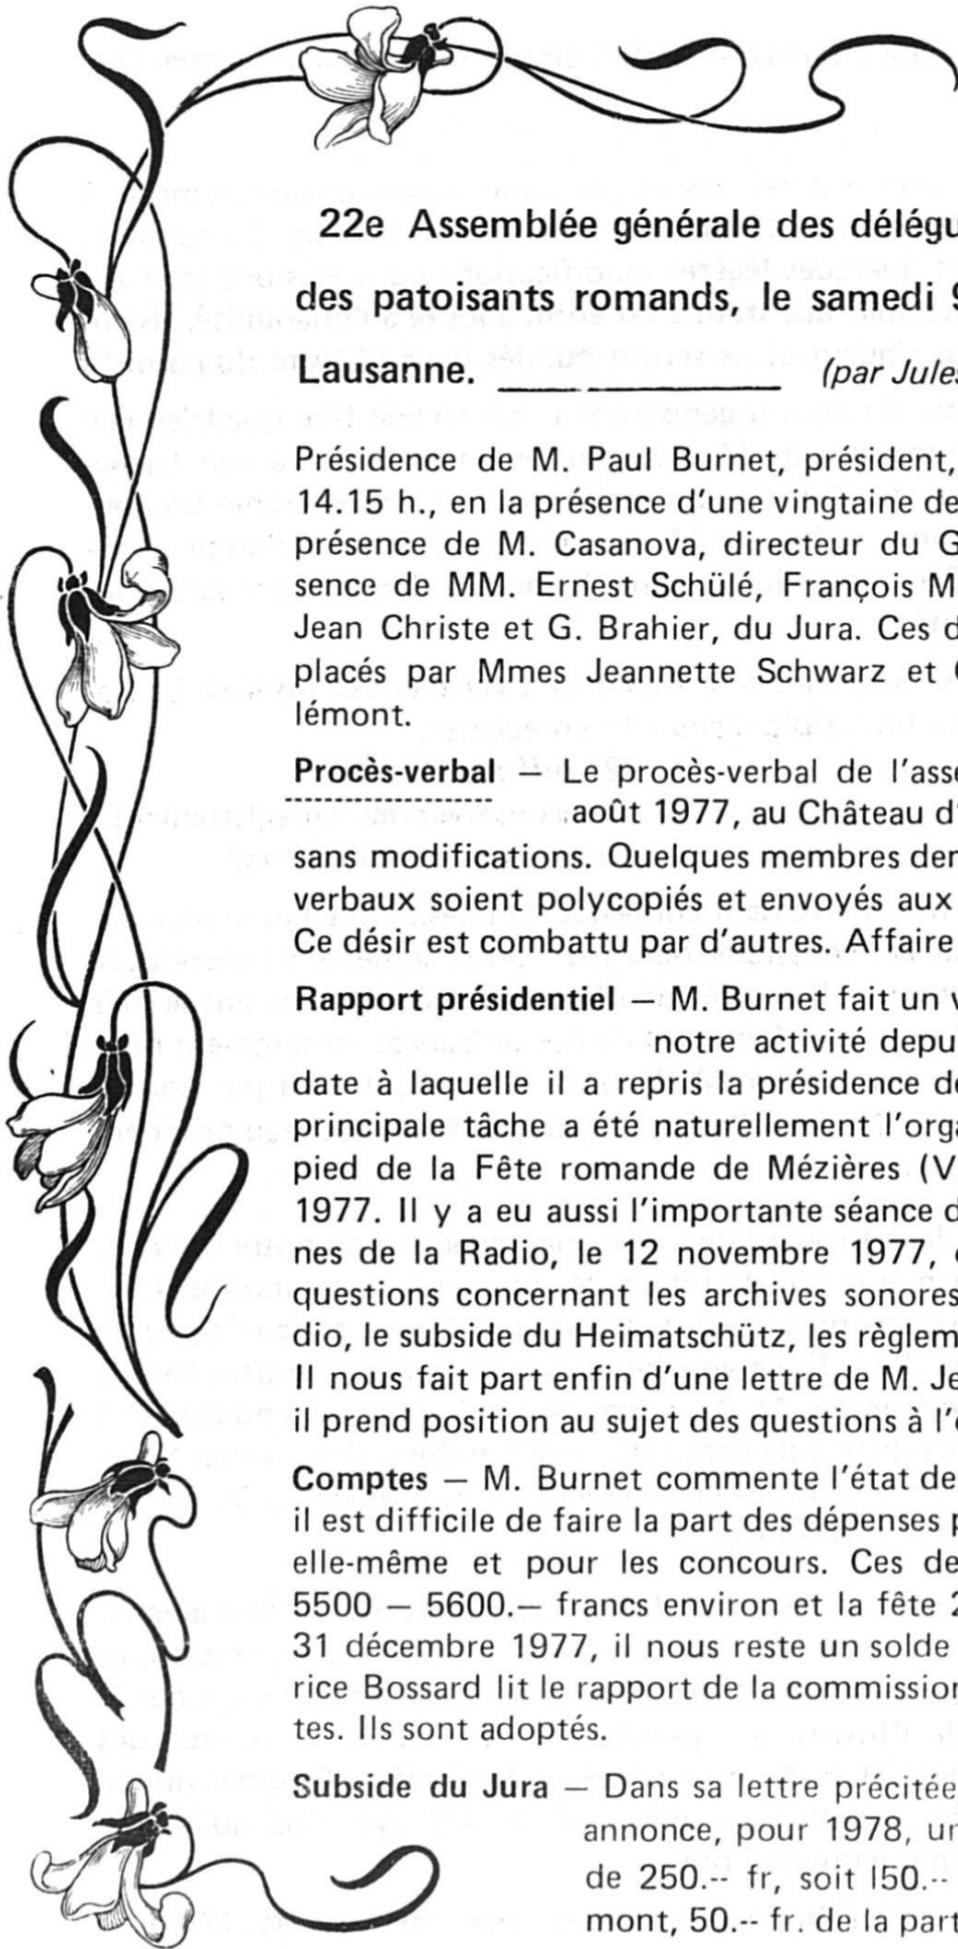 22e Assemblée générale des délégu
des patoisants romands, le samedi 9
Lausanne. (par Jules
Présidence de M. Paul Burnet, président,
14.15 h., en la présence d'une vingtaine de
présence de M. Casanova, directeur du G
sence de MM. Ernest Schülé, François M
Jean Christe et G. Brahier, du Jura. Ces d
placés par Mmes Jeannette Schwarz et
lémont.
Procès-verbal — Le procès-verbal de l'asse
août 1977, au Château d'
sans modifications. Quelques membres den
verbaux soient polycopiés et envoyés aux
Ce désir est combattu par d'autres. Affaire
Rapport présidentiel — M. Burnet fait un v
notre activité depu
date à laquelle il a repris la présidence de
principale tâche a été naturellement l'orga
pied de la Fête romande de Mézières (V
1977. Il y a eu aussi l'importante séance d
nes de la Radio, le 12 novembre 1977,
questions concernant les archives sonores
dio, le subside du Heimatschütz, les règlem
Il nous fait part enfin d'une lettre de M. Je
il prend position au sujet des questions à l'
Comptes — M. Burnet commente l'état de
il est difficile de faire la part des dépenses p
elle-même et pour les concours. Ces de
5500 — 5600.— francs environ et la fête 2
31 décembre 1977, il nous reste un solde
rice Bossard lit le rapport de la commission
tes. Ils sont adoptés.
Subside du Jura — Dans sa lettre précitée
annonce, pour 1978, un
de 250.-- fr, soit l50.--
mont, 50.-- fr. de la part